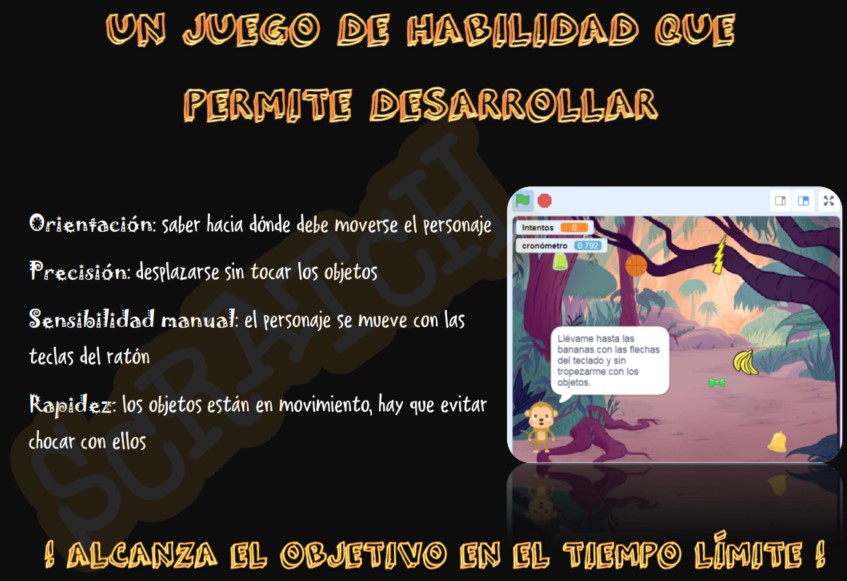 UN JUEGO DE HABILIDAD QUE
PERMITE DESARROLLAR
SCRATCH
Orientación: saber hacia dónde debe moverse el personaje
Precisión: desplazarse sin tocar los objetos
Sensibilidad manual: el personaje se mueve con las
teclas del ratón
Rapidez: los objetos están en movimiento, hay que evitar
chocar con ellos
Intentos 0
cronómetro 0.792
Llévame hasta las
bananas con las flechas
del teclado y sin
tropezarme con los
objetos.
! ALCANZA EL OBJETIVO EN EL TIEMPO LÍMITE !